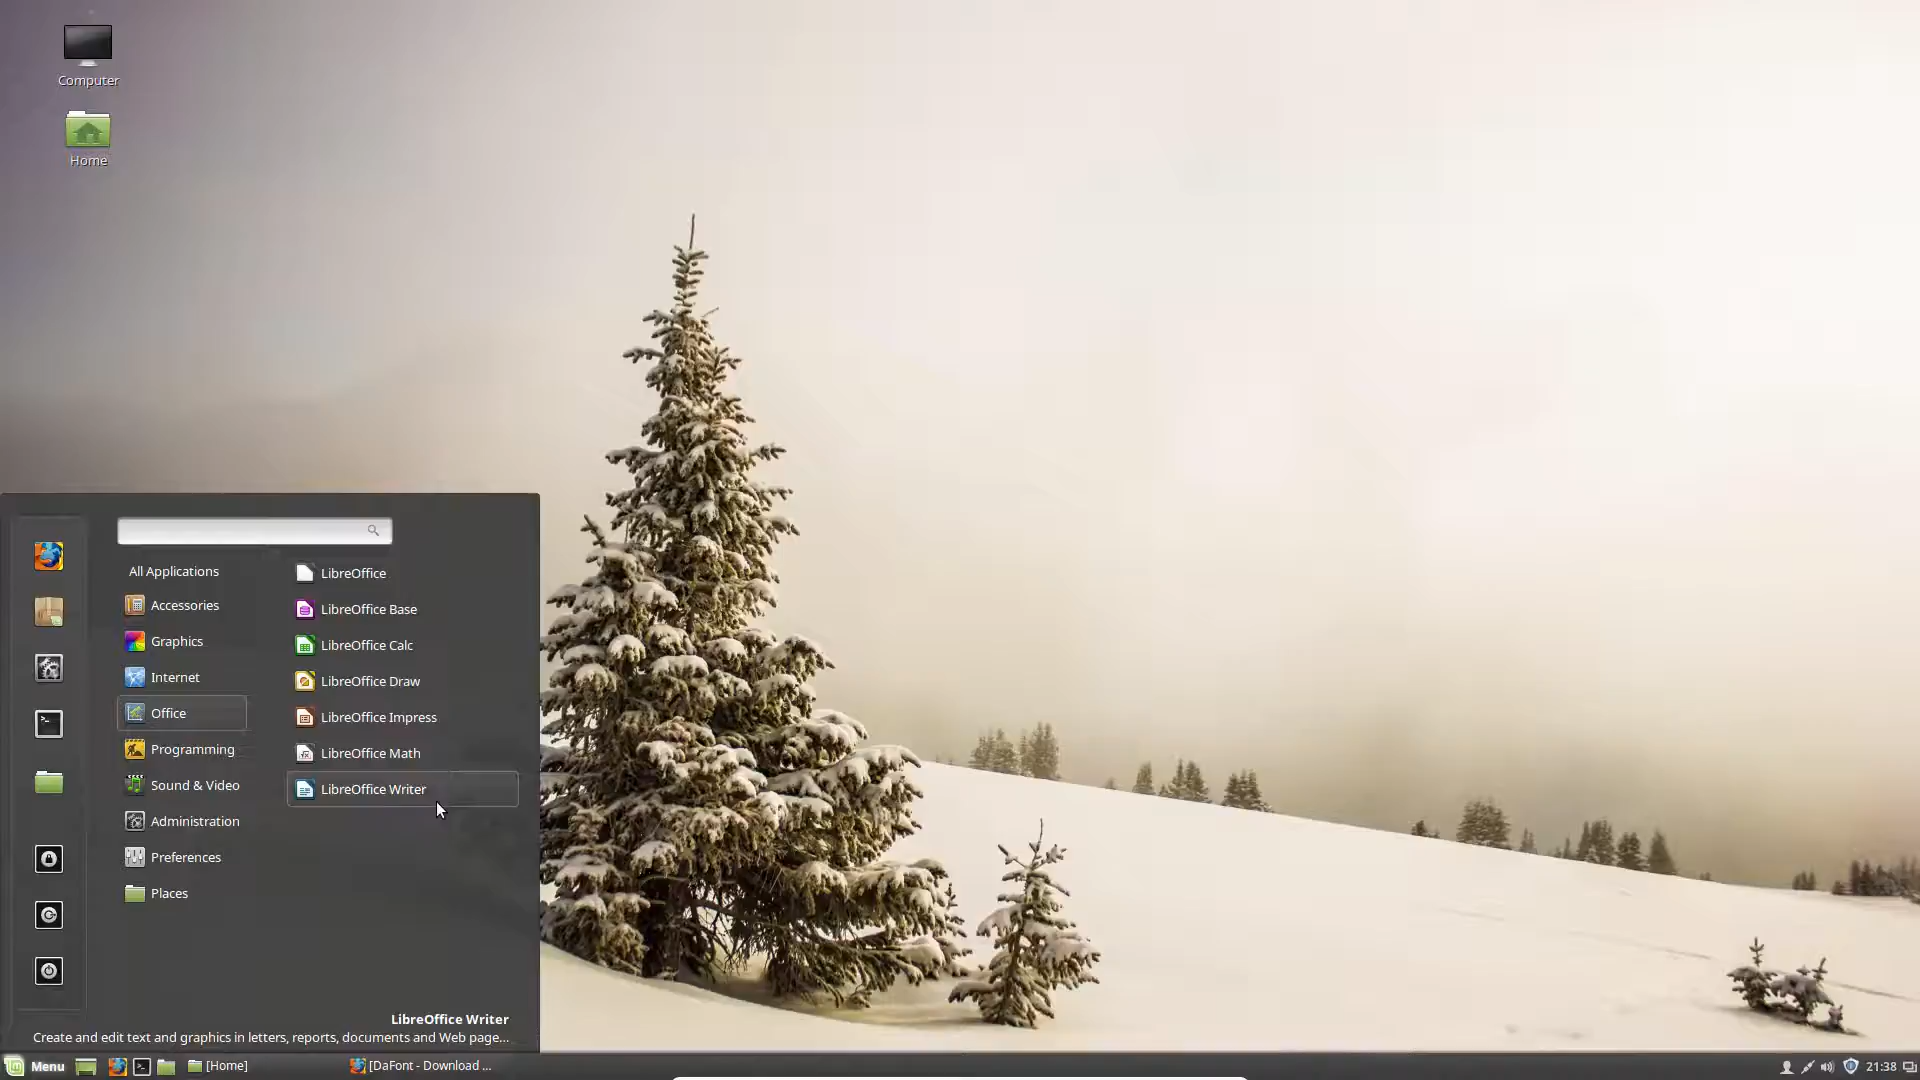 Computer
Home
All Applications
Accessories
Graphics
Internet
Office
Programming
Sound & Video
Administration
Preferences
Places
LibreOffice
LibreOffice Base
LibreOffice Calc
LibreOffice Draw
LibreOffice Impress
LibreOffice Math
LibreOffice Writer
LibreOffice Writer
Create and edit text and graphics in letters, reports, documents and Web page...
Menu
[Home]
[DaFont - Download ...
21:38